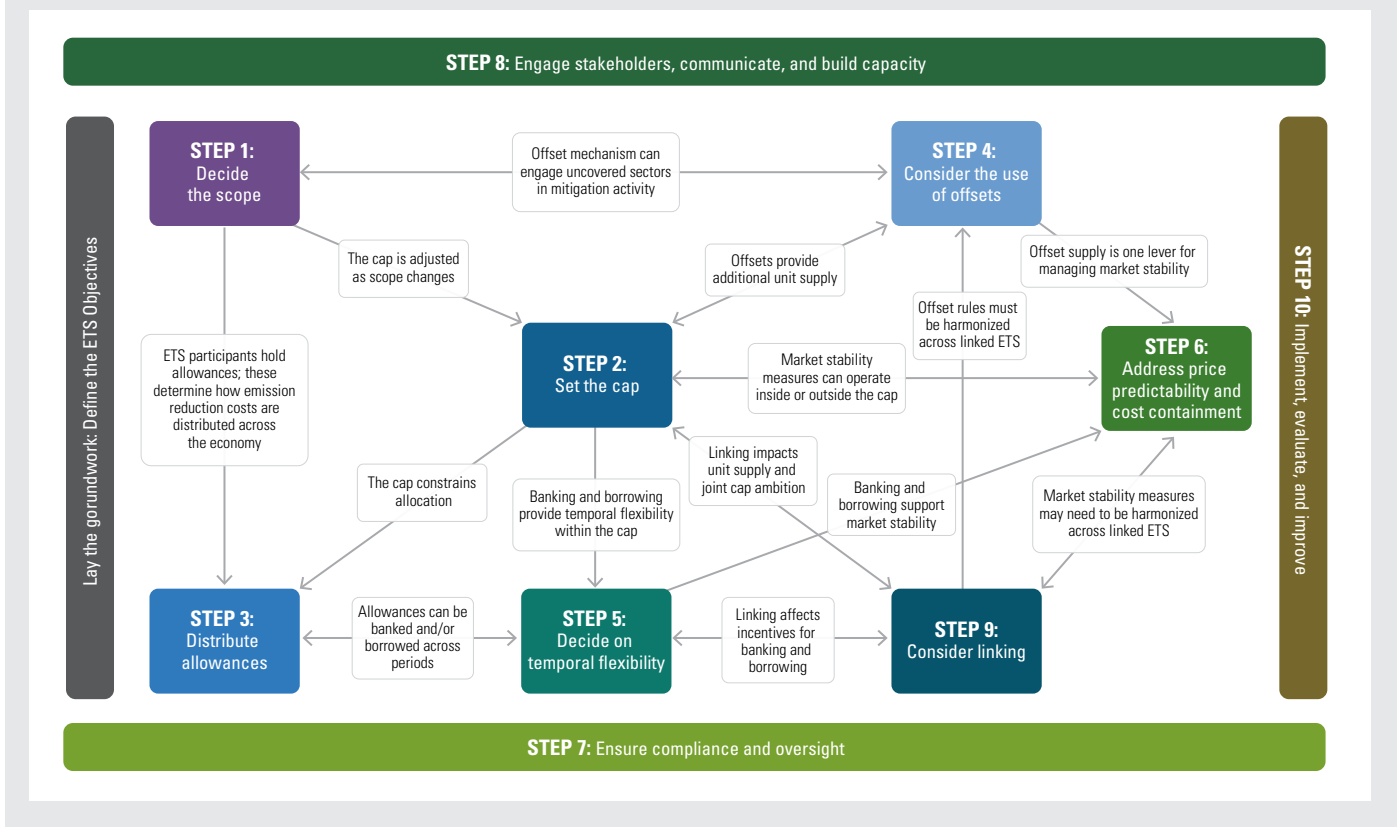 STEP 8: Engage stakeholders, communicate, and build capacity
Lay the gorundwork: Define the ETS Objectives
STEP 1:
Decide
the scope
Offset mechanism can
engage uncovered sectors
in mitigation activity
STEP 4:
Consider the use
of offsets
The cap is adjusted
as scope changes
Offsets provide
additional unit supply
Offset supply is one lever for
managing market stability
Offset rules must
be harmonized
across linked ETS
ETS participants hold
allowances; these
determine how emission
reduction costs are
distributed across
the economy
STEP 2:
Set the cap
Market stability
measures can operate
inside or outside the cap
STEP 6:
Address price
predictability and
cost containment
The cap constrains
allocation
Banking and borrowing
provide temporal flexibility
within the cap
Linking impacts
unit supply and
joint cap ambition
Banking and
borrowing support
market stability
Market stability measures
may need to be harmonized
across linked ETS
STEP 3:
Distribute
allowances
Allowances can be
banked and/or
borrowed across
periods
STEP 5:
Decide on
temporal flexibility
Linking affects
incentives for
banking and
borrowing
STEP 9:
Consider linking
STEP 10: Implement, evaluate, and improve
STEP 7: Ensure compliance and oversight